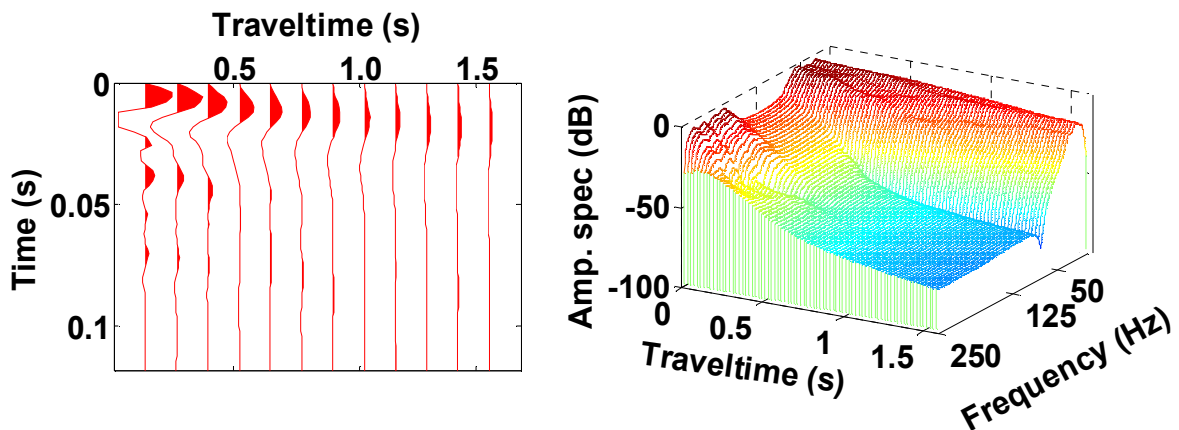 Traveltime (s)
0.5 1.0 1.5
0
0.05
0.1
Time (s)
0
-50
-100
Amp. spec (dB)
0 0.5 1 1.5
Traveltime (s)
250 125 50
Frequency (Hz)